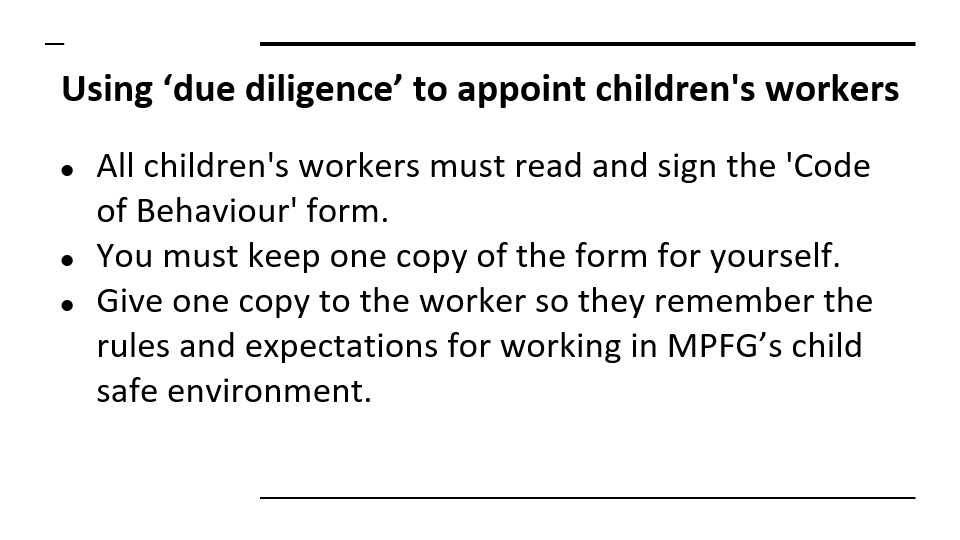 Using ‘due diligence’ to appoint children's workers
● All children's workers must read and sign the 'Code
of Behaviour' form.
● You must keep one copy of the form for yourself.
● Give one copy to the worker so they remember the
rules and expectations for working in MPFG’s child
safe environment.